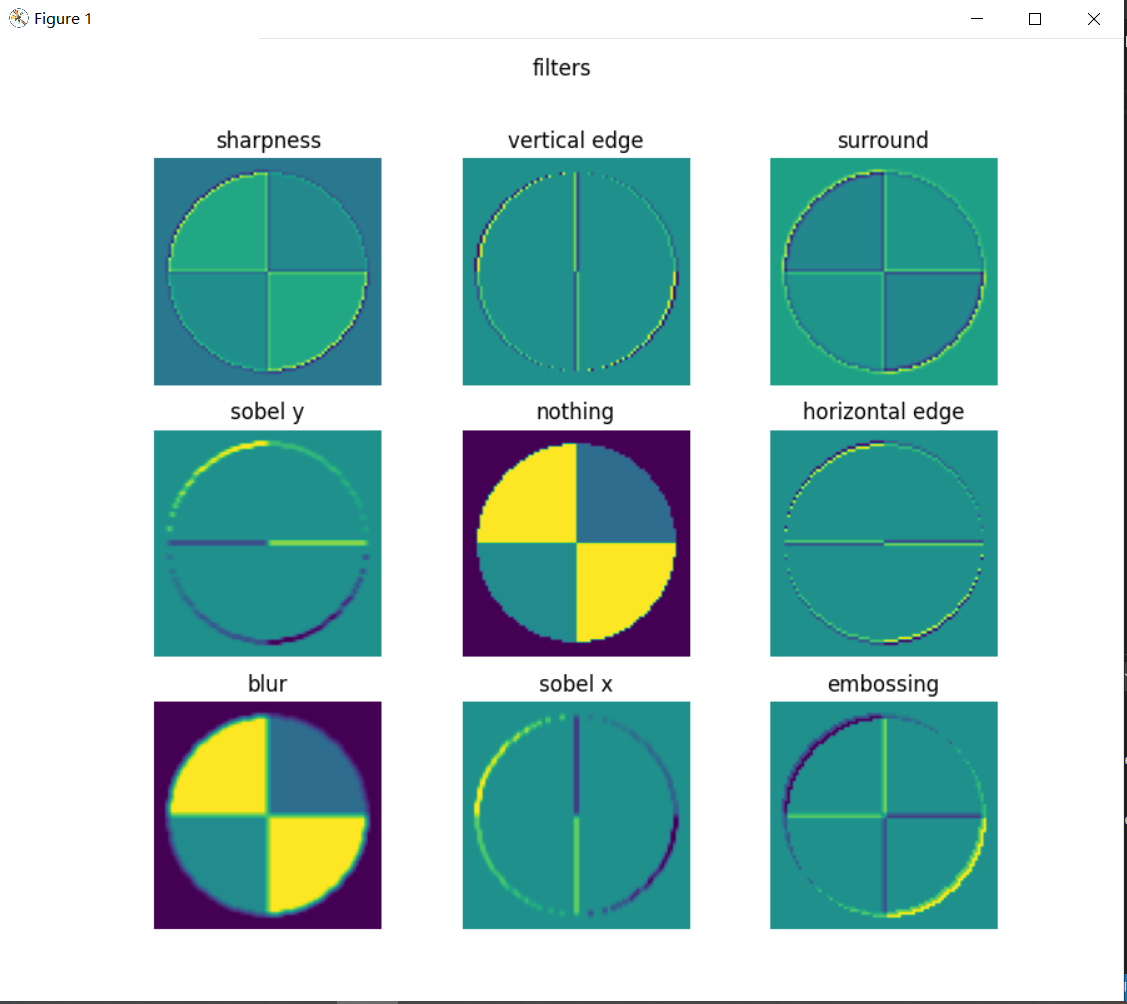 Figure 1
filters
sharpness
vertical edge
surround
sobel y
nothing
horizontal edge
blur
sobel x
embossing